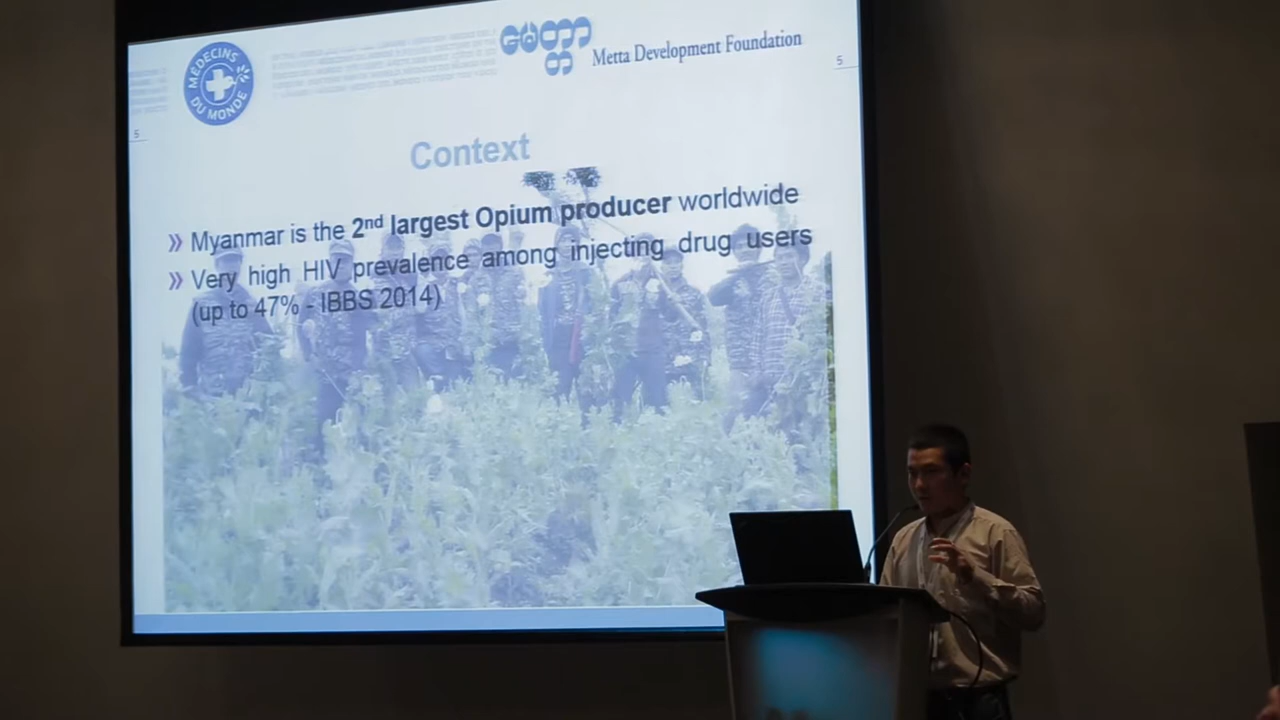 MÉDECINS
DU MONDE
Metta Development Foundation
5
5
Context
» Myanmar is the 2nd largest Opium producer worldwide
» Very high HIV prevalence among injecting drug users
(up to 47% - IBBS 2014)